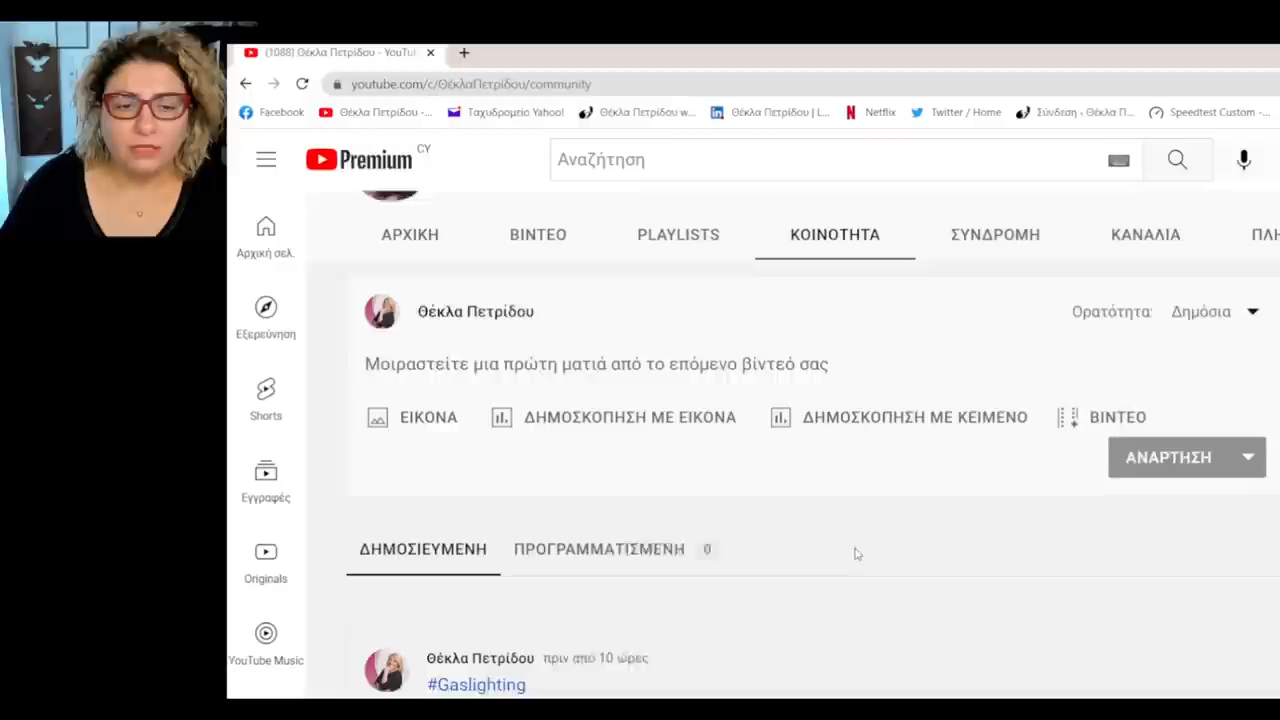 (1088) Θέκλα Πετρίδου - YouTul
youtube.com/c/ΘέκλαΠετρίδου/community
Facebook Θέκλα Πετρίδου -... Ταχυδρομείο Yahoo! Θέκλα Πετρίδου w... Θέκλα Πετρίδου | L... Netflix Twitter / Home Σύνδεση ‹ Θέκλα Π... Speedtest Custom -...
Premium CY
Αναζήτηση
ΑΡΧΙΚΗ ΒΙΝΤΕΟ PLAYLISTS ΚΟΙΝΟΤΗΤΑ ΣΥΝΔΡΟΜΗ ΚΑΝΑΛΙΑ ΠΛΗ
Αρχική σελ.
Εξερεύνηση
Shorts
Εγγραφές
Originals
YouTube Music
Θέκλα Πετρίδου Ορατότητα: Δημόσια
Μοιραστείτε μια πρώτη ματιά από το επόμενο βίντεό σας
ΕΙΚΟΝΑ ΔΗΜΟΣΚΟΠΗΣΗ ΜΕ ΕΙΚΟΝΑ ΔΗΜΟΣΚΟΠΗΣΗ ΜΕ ΚΕΙΜΕΝΟ ΒΙΝΤΕΟ
ΑΝΑΡΤΗΣΗ
ΔΗΜΟΣΙΕΥΜΕΝΗ ΠΡΟΓΡΑΜΜΑΤΙΣΜΕΝΗ 0
Θέκλα Πετρίδου πριν από 10 ώρες
#Gaslighting